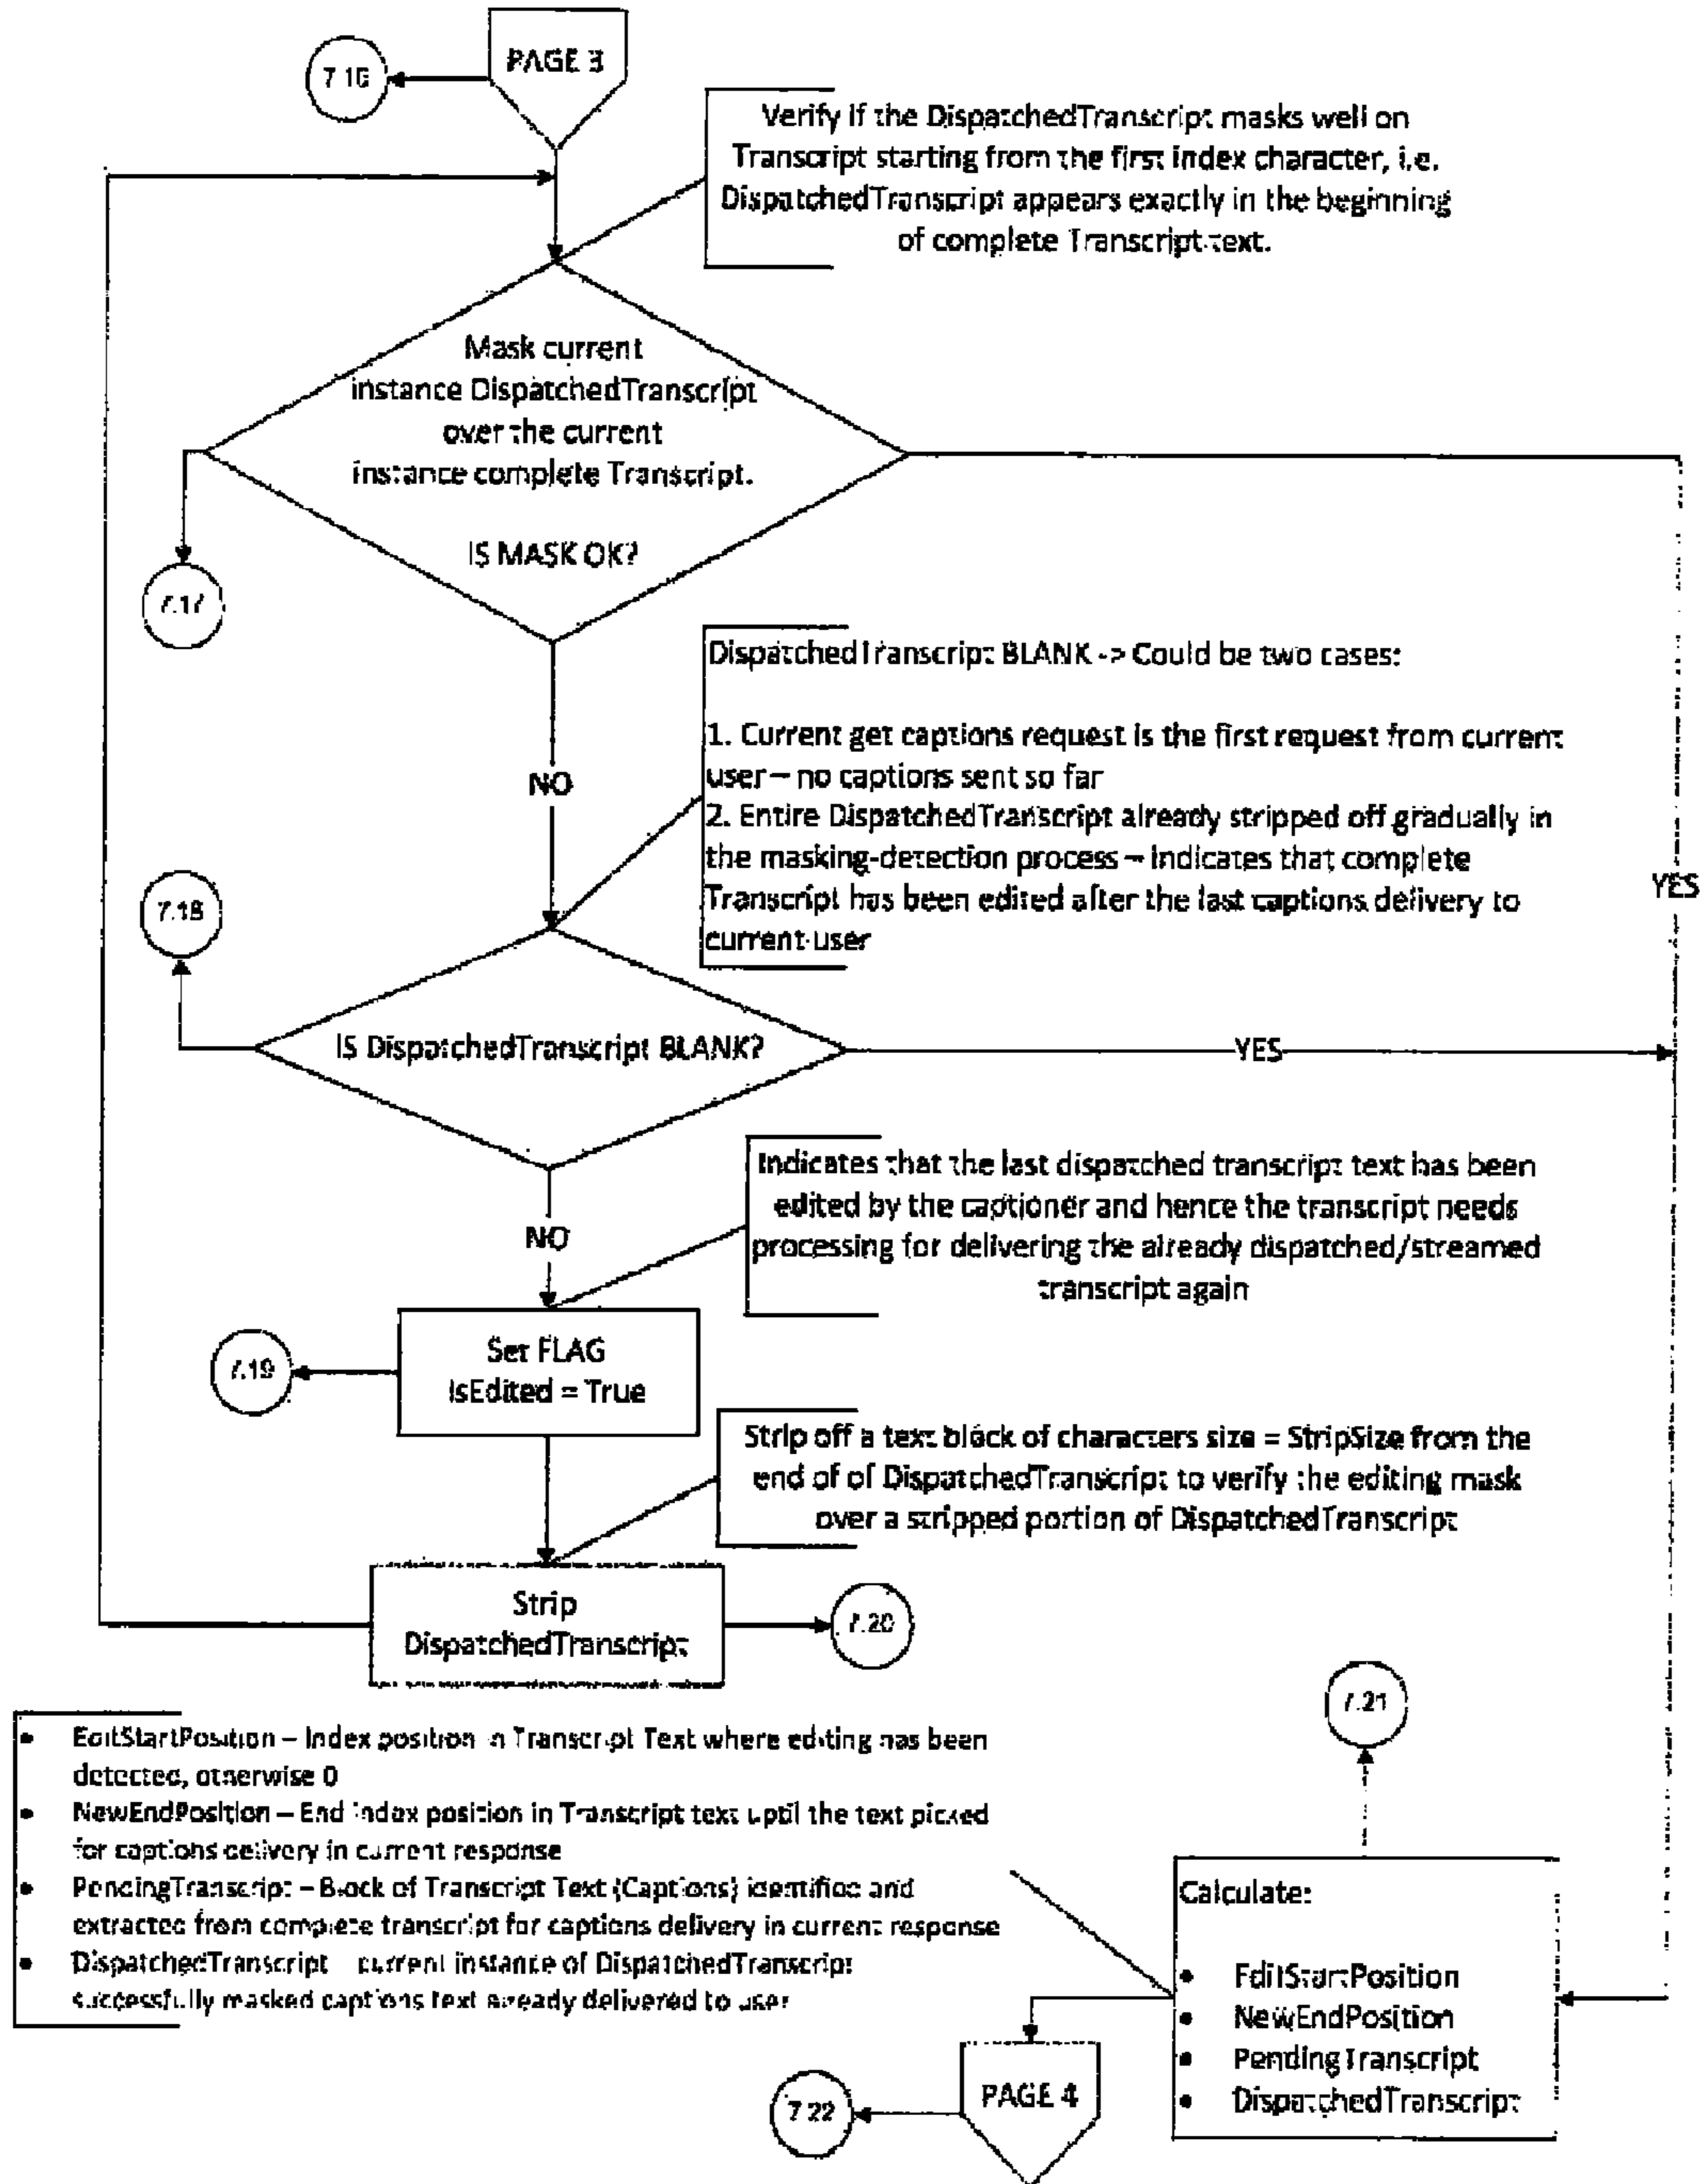 PAGE 3
7.16
Verify if the DispatchedTranscript masks well on
Transcript starting from the first index character, i.e.
DispatchedTranscript appears exactly in the beginning
of complete Transcript text.
Mask current
instance DispatchedTranscript
over the current
instance complete Transcript.
IS MASK OK?
7.17
NO
DispatchedTranscript BLANK -> Could be two cases:
1. Current get captions request is the first request from current
user – no captions sent so far
2. Entire DispatchedTranscript already stripped off gradually in
the masking-detection process – Indicates that complete
Transcript has been edited after the last captions delivery to
current user
YES
7.18
IS DispatchedTranscript BLANK?
YES
Indicates that the last dispatched transcript text has been
edited by the captioner and hence the transcript needs
processing for delivering the already dispatched/streamed
transcript again
NO
Set FLAG
IsEdited = True
7.19
Strip off a text block of characters size = StripSize from the
end of of DispatchedTranscript to verify the editing mask
over a stripped portion of DispatchedTranscript
Strip
DispatchedTranscript
7.20
7.21
• EditStartPosition – Index position in Transcript Text where editing has been
detected, otherwise 0
• NewEndPosition – End index position in Transcript text uptil the text picked
for captions delivery in current response
• PendingTranscript – Block of Transcript Text (Captions) identified and
extracted from complete transcript for captions delivery in current response
• DispatchedTranscript current instance of DispatchedTranscript
successfully masked captions text already delivered to user
Calculate:
• EditStartPosition
• NewEndPosition
• PendingTranscript
• DispatchedTranscript
PAGE 4
7.22